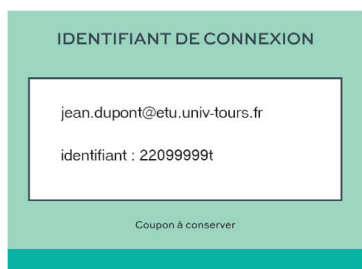 IDENTIFIANT DE CONNEXION
jean.dupont@etu.univ-tours.fr
identifiant : 22099999t
Coupon à conserver